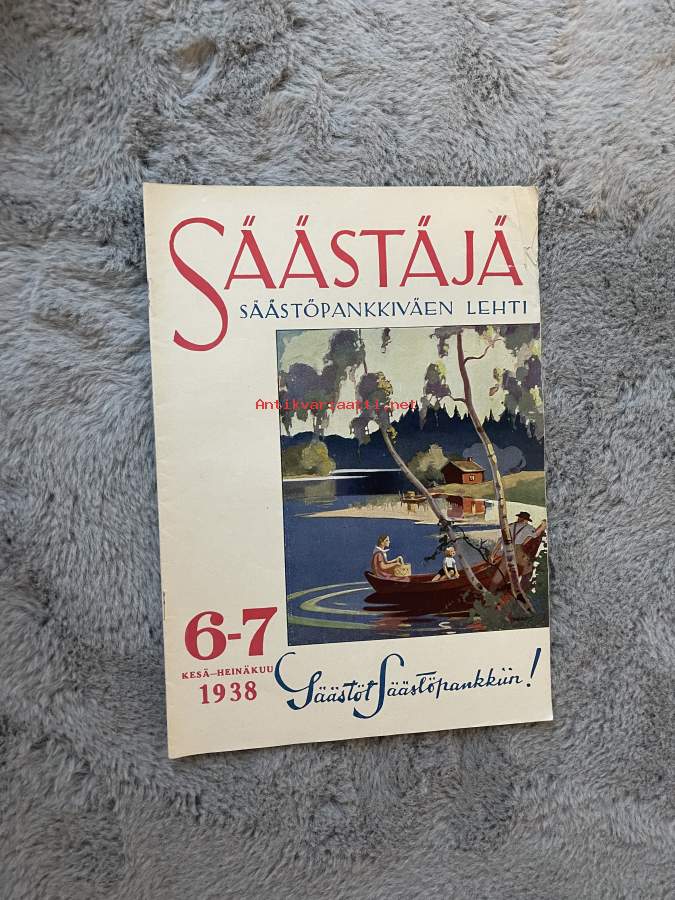 SÄÄSTÄJÄ
SÄÄSTÖPANKKIVÄEN LEHTI
Antikvariaatti.net
6-7
KESÄ—HEINÄKUU
1938
Säästöt Säästöpankkiin!